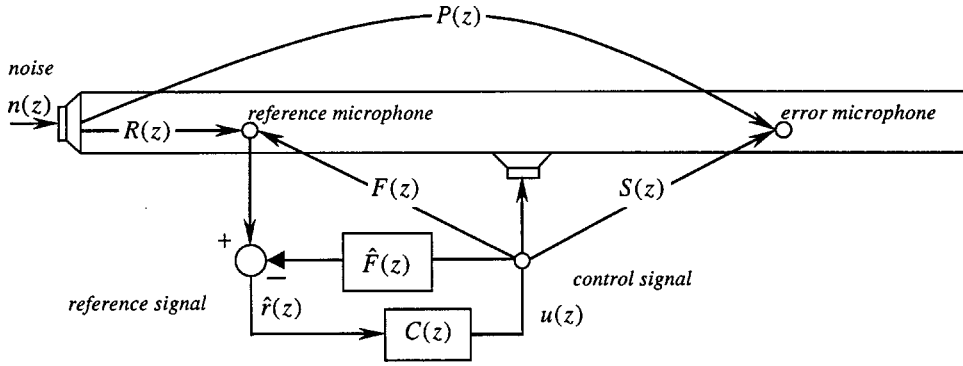 P(z)
noise
n(z)
R(z)
reference microphone
error microphone
F(z)
S(z)
+
F̂(z)
−
reference signal
r̂(z)
C(z)
u(z)
control signal